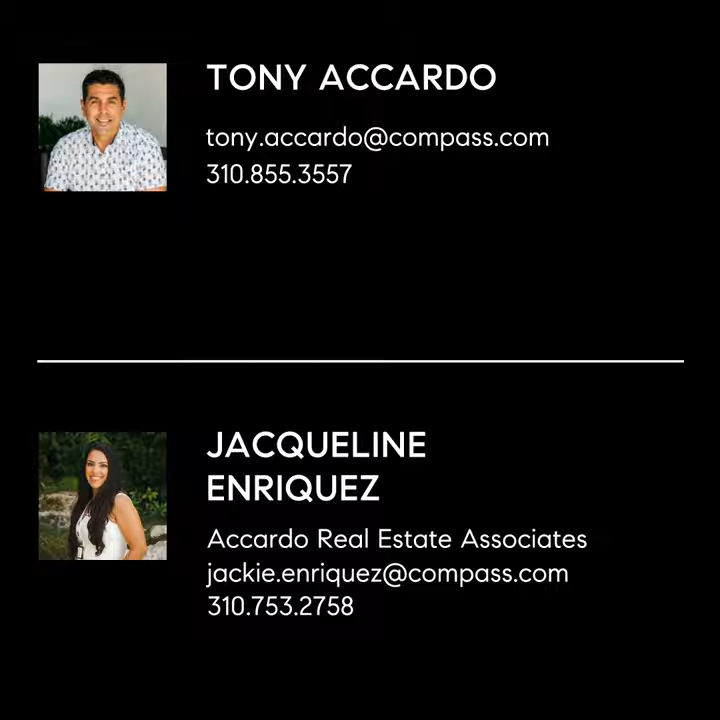 TONY ACCARDO
tony.accardo@compass.com
310.855.3557
JACQUELINE
ENRIQUEZ
Accardo Real Estate Associates
jackie.enriquez@compass.com
310.753.2758